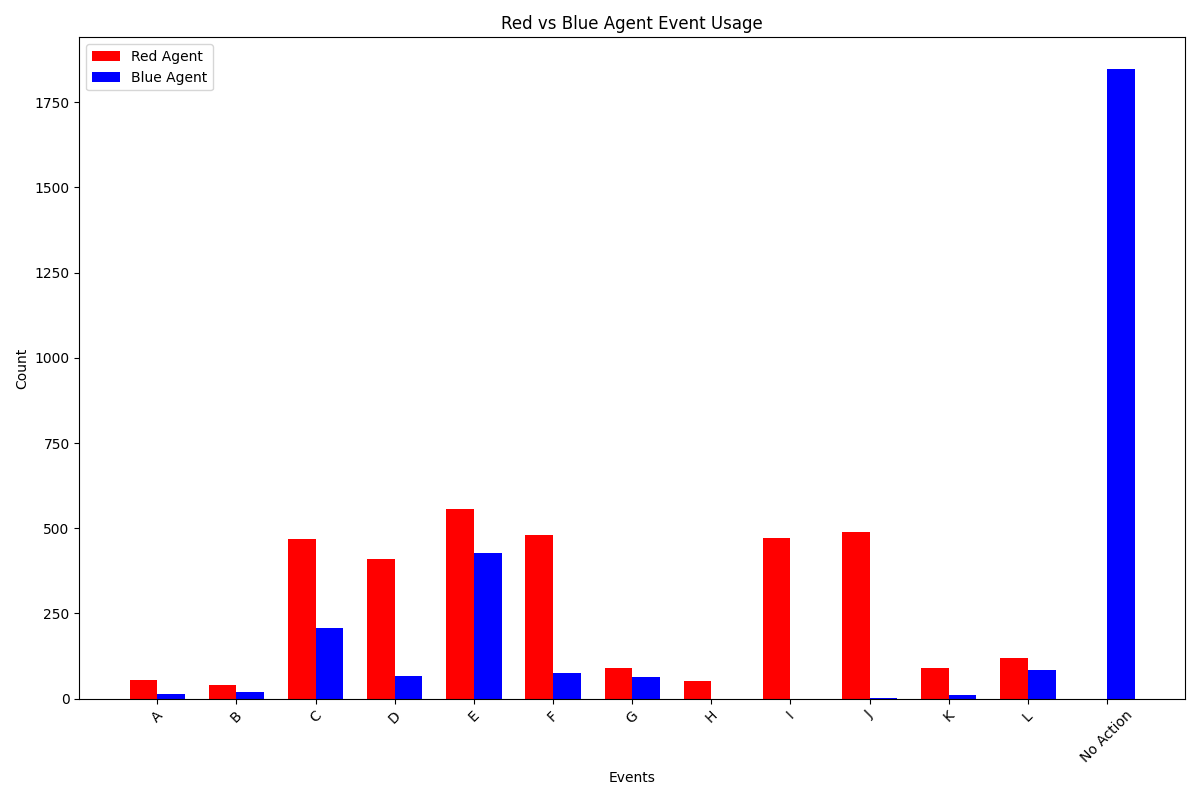 Red vs Blue Agent Event Usage
Red Agent
Blue Agent
Count
1750
1500
1250
1000
750
500
250
0
A
B
C
D
E
F
G
H
I
J
K
L
No Action
Events